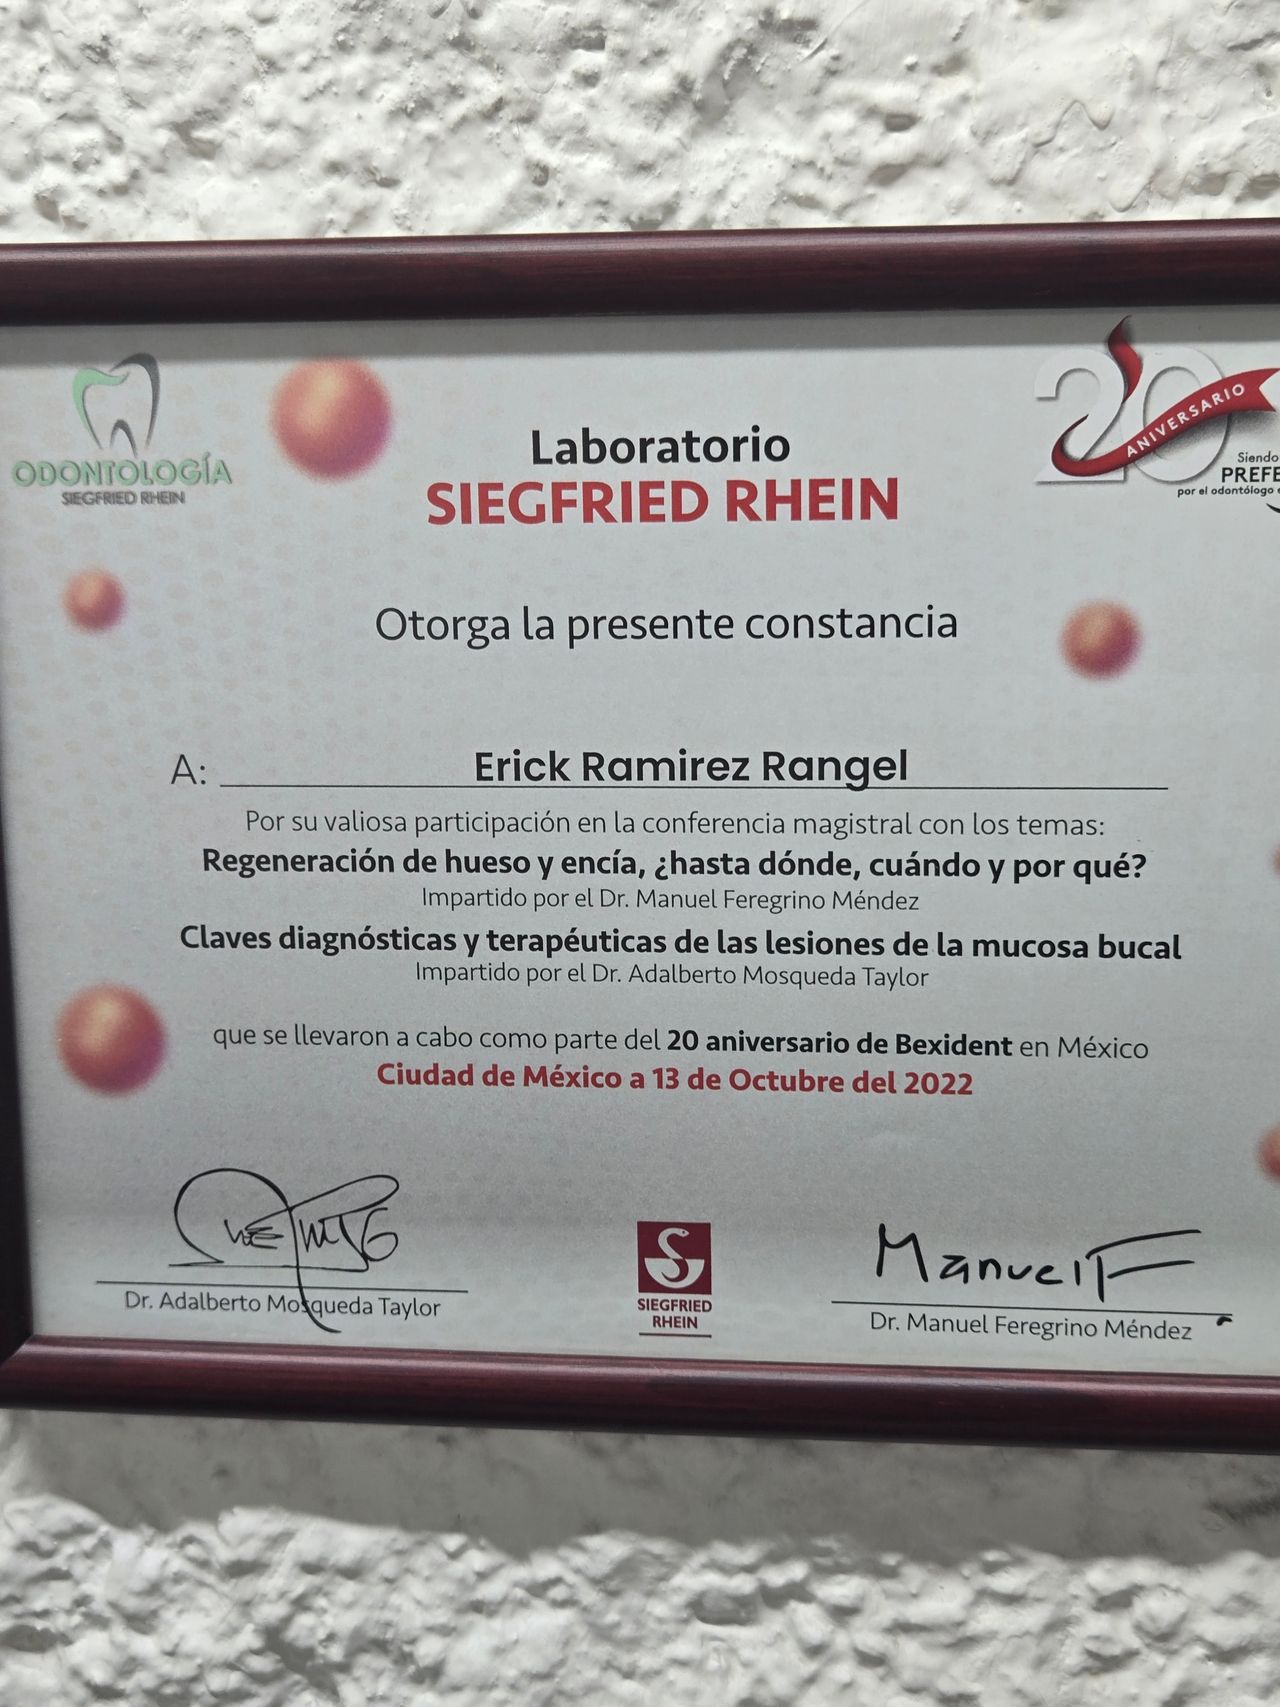 ODONTOLOGÍA
SIEGFRIED RHEIN
20
ANIVERSARIO
Siendo
por el odontólogo
Laboratorio
SIEGFRIED RHEIN
Otorga la presente constancia
A: Erick Ramirez Rangel
Por su valiosa participación en la conferencia magistral con los temas:
Regeneración de hueso y encía, ¿hasta dónde, cuándo y por qué?
Impartido por el Dr. Manuel Feregrino Méndez
Claves diagnósticas y terapéuticas de las lesiones de la mucosa bucal
Impartido por el Dr. Adalberto Mosqueda Taylor
que se llevaron a cabo como parte del 20 aniversario de Bexident en México
Ciudad de México a 13 de Octubre del 2022
Manuel F
Dr. Adalberto Mosqueda Taylor
SIEGFRIED
RHEIN
Dr. Manuel Feregrino Méndez